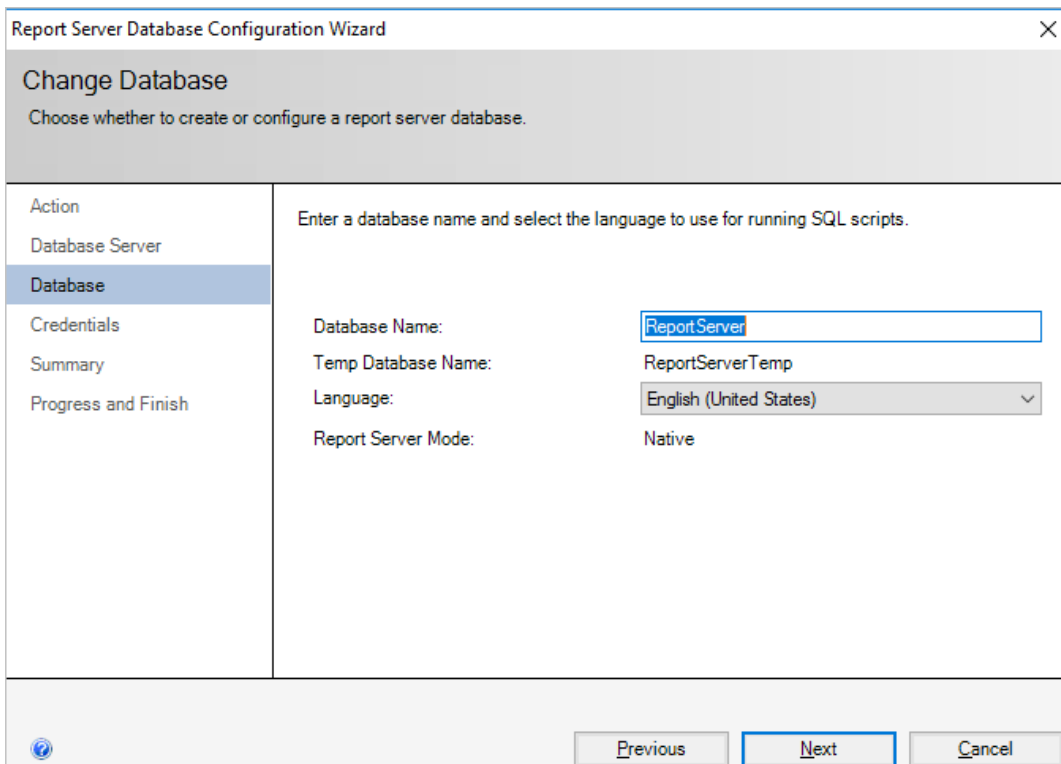 Report Server Database Configuration Wizard
Change Database
Choose whether to create or configure a report server database.
Action
Database Server
Database
Credentials
Summary
Progress and Finish
Enter a database name and select the language to use for running SQL scripts.
Database Name: ReportServer
Temp Database Name: ReportServerTemp
Language: English (United States)
Report Server Mode: Native
Previous Next Cancel